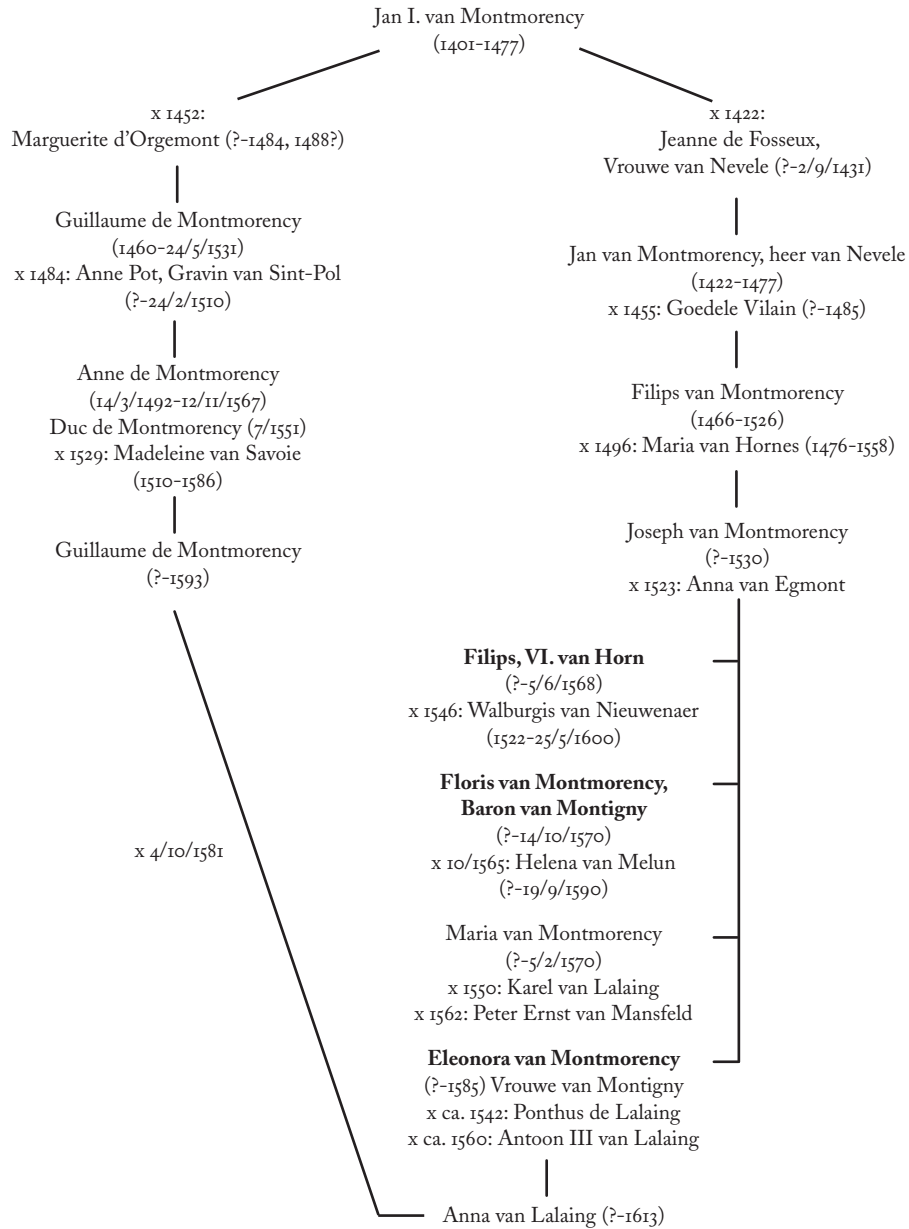 Jan I. van Montmorency
(1401-1477)
x 1452:
Marguerite d’Orgemont (?-1484, 1488?)
Guillaume de Montmorency
(1460-24/5/1531)
x 1484: Anne Pot, Gravin van Sint-Pol
(?-24/2/1510)
Anne de Montmorency
(14/3/1492-12/11/1567)
Duc de Montmorency (7/1551)
x 1529: Madeleine van Savoie
(1510-1586)
Guillaume de Montmorency
(?-1593)
x 4/10/1581
x 1422:
Jeanne de Fosseux,
Vrouwe van Nevele (?-2/9/1431)
Jan van Montmorency, heer van Nevele
(1422-1477)
x 1455: Goedele Vilain (?-1485)
Filips van Montmorency
(1466-1526)
x 1496: Maria van Hornes (1476-1558)
Joseph van Montmorency
(?-1530)
x 1523: Anna van Egmont
Filips, VI. van Horn
(?-5/6/1568)
x 1546: Walburgis van Nieuwenaer
(1522-25/5/1600)
Floris van Montmorency,
Baron van Montigny
(?-14/10/1570)
x 10/1565: Helena van Melun
(?-19/9/1590)
Maria van Montmorency
(?-5/2/1570)
x 1550: Karel van Lalaing
x 1562: Peter Ernst van Mansfeld
Eleonora van Montmorency
(?-1585) Vrouwe van Montigny
x ca. 1542: Ponthus de Lalaing
x ca. 1560: Antoon III van Lalaing
Anna van Lalaing (?-1613)